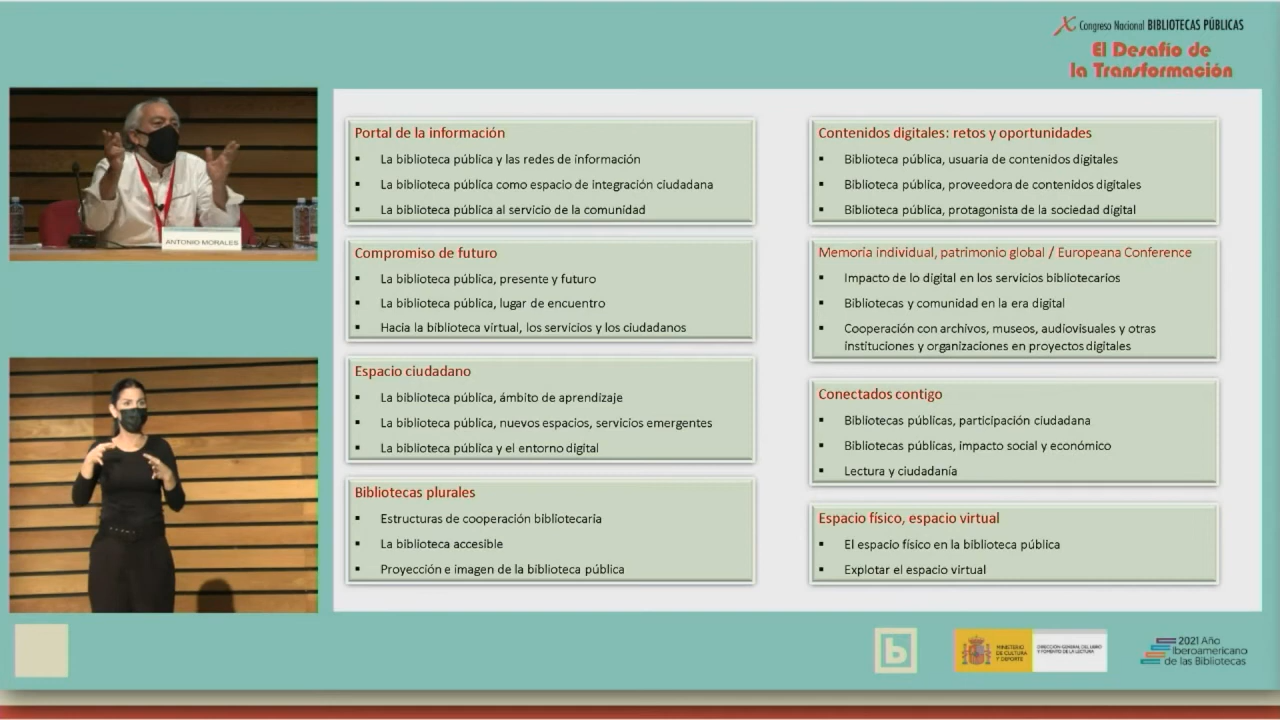 X Congreso Nacional BIBLIOTECAS PÚBLICAS
El Desafío de
la Transformación
ANTONIO MORALES
Portal de la información
▪ La biblioteca pública y las redes de información
▪ La biblioteca pública como espacio de integración ciudadana
▪ La biblioteca pública al servicio de la comunidad
Compromiso de futuro
▪ La biblioteca pública, presente y futuro
▪ La biblioteca pública, lugar de encuentro
▪ Hacia la biblioteca virtual, los servicios y los ciudadanos
Espacio ciudadano
▪ La biblioteca pública, ámbito de aprendizaje
▪ La biblioteca pública, nuevos espacios, servicios emergentes
▪ La biblioteca pública y el entorno digital
Bibliotecas plurales
▪ Estructuras de cooperación bibliotecaria
▪ La biblioteca accesible
▪ Proyección e imagen de la biblioteca pública
Contenidos digitales: retos y oportunidades
▪ Biblioteca pública, usuaria de contenidos digitales
▪ Biblioteca pública, proveedora de contenidos digitales
▪ Biblioteca pública, protagonista de la sociedad digital
Memoria individual, patrimonio global / Europeana Conference
▪ Impacto de lo digital en los servicios bibliotecarios
▪ Bibliotecas y comunidad en la era digital
▪ Cooperación con archivos, museos, audiovisuales y otras
instituciones y organizaciones en proyectos digitales
Conectados contigo
▪ Bibliotecas públicas, participación ciudadana
▪ Bibliotecas públicas, impacto social y económico
▪ Lectura y ciudadanía
Espacio físico, espacio virtual
▪ El espacio físico en la biblioteca pública
▪ Explotar el espacio virtual
b
MINISTERIO
DE CULTURA
Y DEPORTE
DIRECCIÓN GENERAL DEL LIBRO
Y FOMENTO DE LA LECTURA
2021 Año
Iberoamericano
de las Bibliotecas